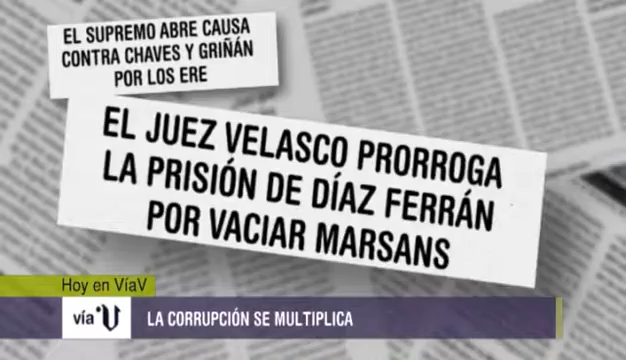 EL SUPREMO ABRE CAUSA
CONTRA CHAVES Y GRIÑÁN
POR LOS ERE
EL JUEZ VELASCO PRORROGA
LA PRISIÓN DE DÍAZ FERRÁN
POR VACIAR MARSANS
Hoy en VíaV
vía V
LA CORRUPCIÓN SE MULTIPLICA